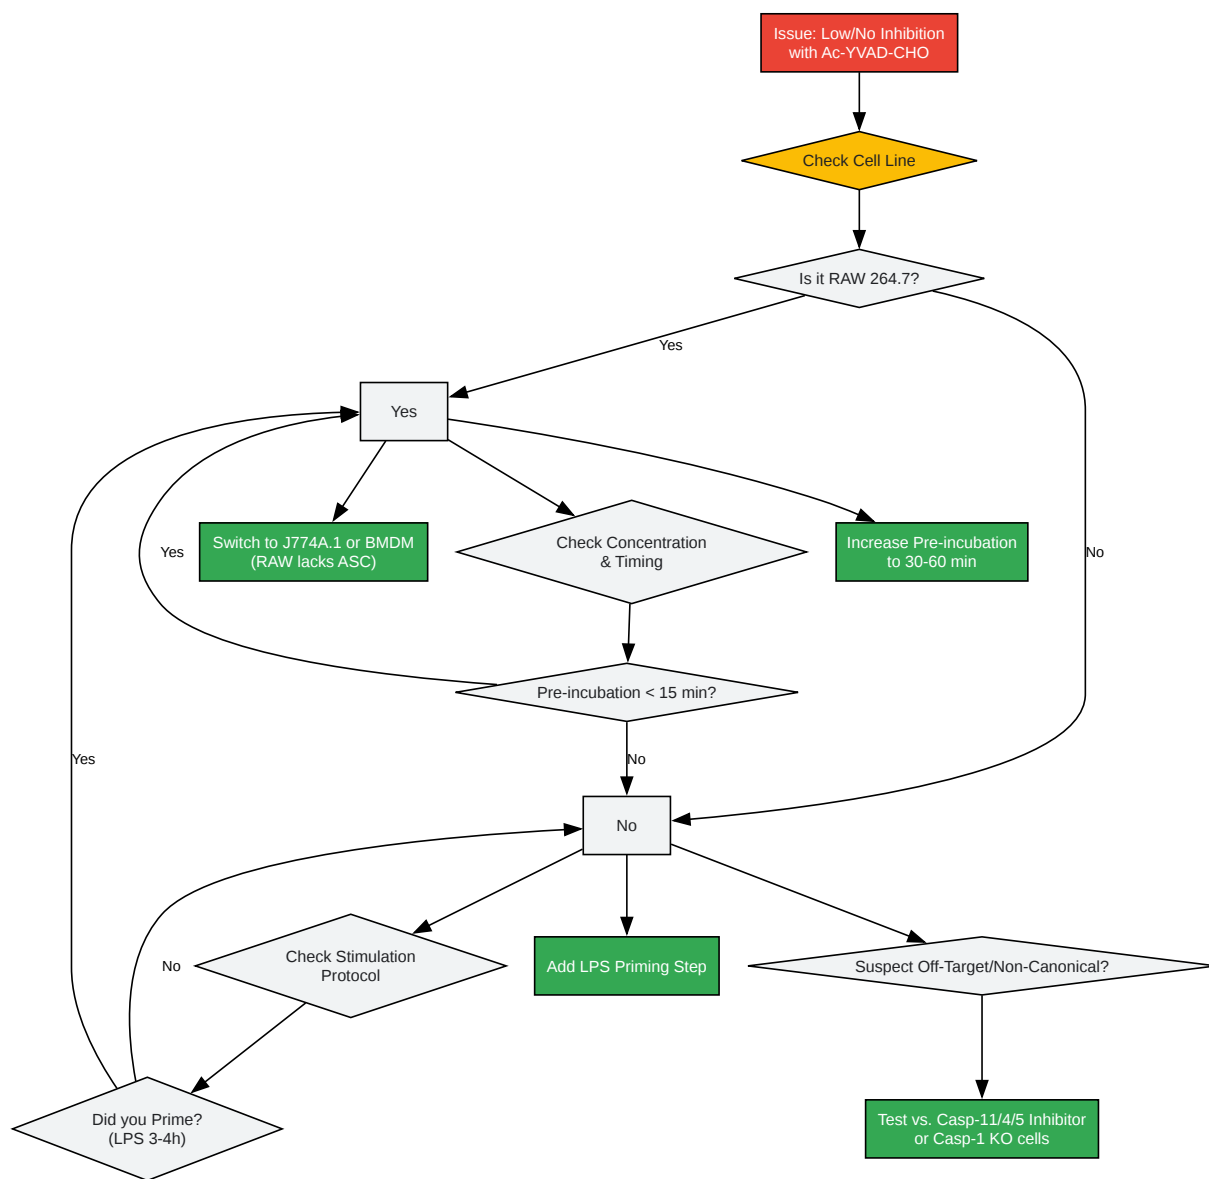 Issue: Low/No Inhibition
with Ac-YVAD-CHO
Check Cell Line
Is it RAW 264.7?
Yes
Yes
Switch to J774A.1 or BMDM
(RAW lacks ASC)
Check Concentration
& Timing
Increase Pre-incubation
to 30-60 min
Yes
No
Pre-incubation < 15 min?
Yes
No
No
Check Stimulation
Protocol
Add LPS Priming Step
Suspect Off-Target/Non-Canonical?
No
Did you Prime?
(LPS 3-4h)
Test vs. Casp-11/4/5 Inhibitor
or Casp-1 KO cells